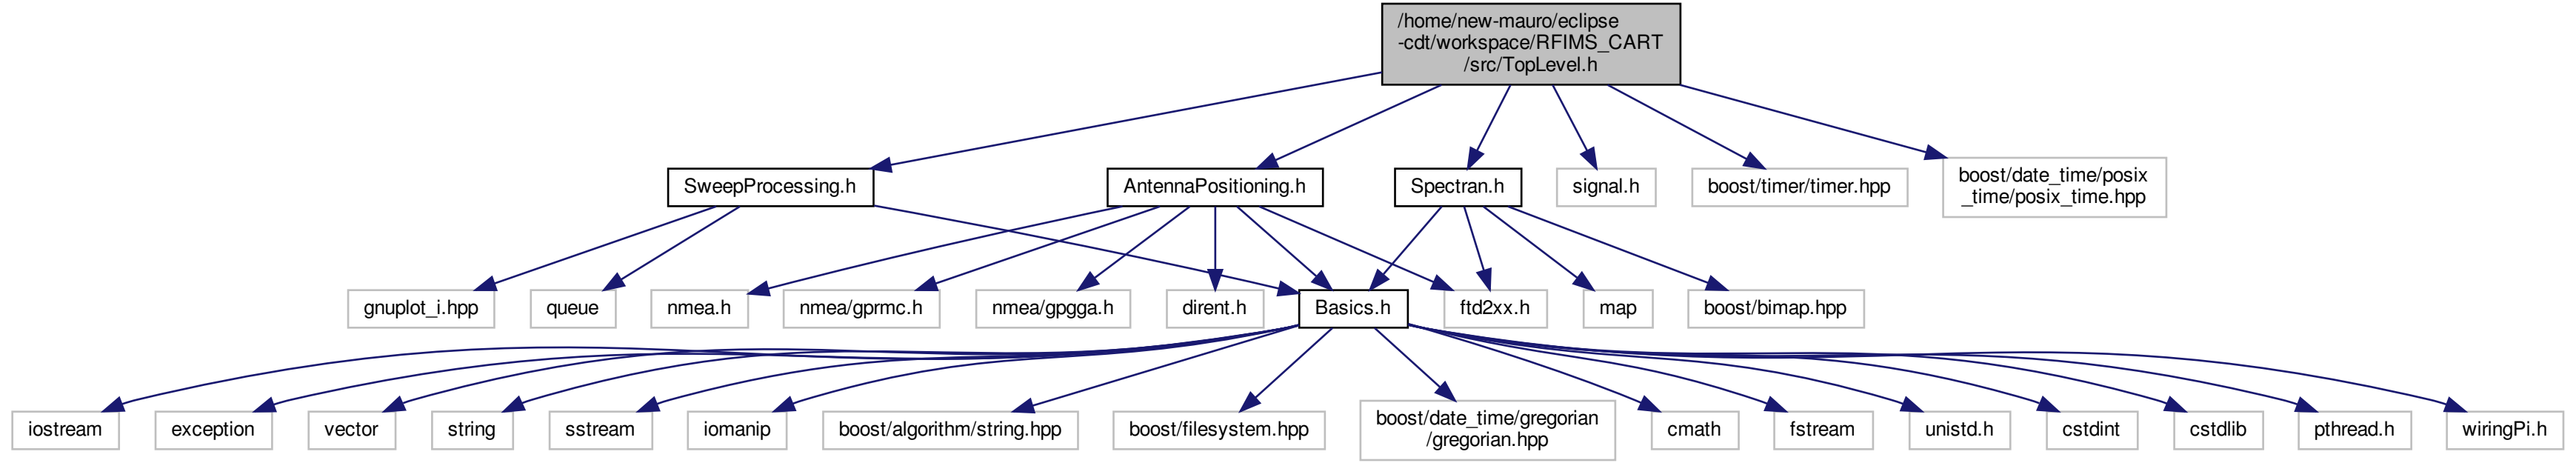 /home/new-mauro/eclipse
-cdt/workspace/RFIMS_CART
/src/TopLevel.h
SweepProcessing.h
AntennaPositioning.h
Spectran.h
signal.h
boost/timer/timer.hpp
boost/date_time/posix
_time/posix_time.hpp
gnuplot_i.hpp
queue
nmea.h
nmea/gprmc.h
nmea/gpgga.h
dirent.h
Basics.h
ftd2xx.h
map
boost/bimap.hpp
iostream
exception
vector
string
sstream
iomanip
boost/algorithm/string.hpp
boost/filesystem.hpp
boost/date_time/gregorian
/gregorian.hpp
cmath
fstream
unistd.h
cstdint
cstdlib
pthread.h
wiringPi.h